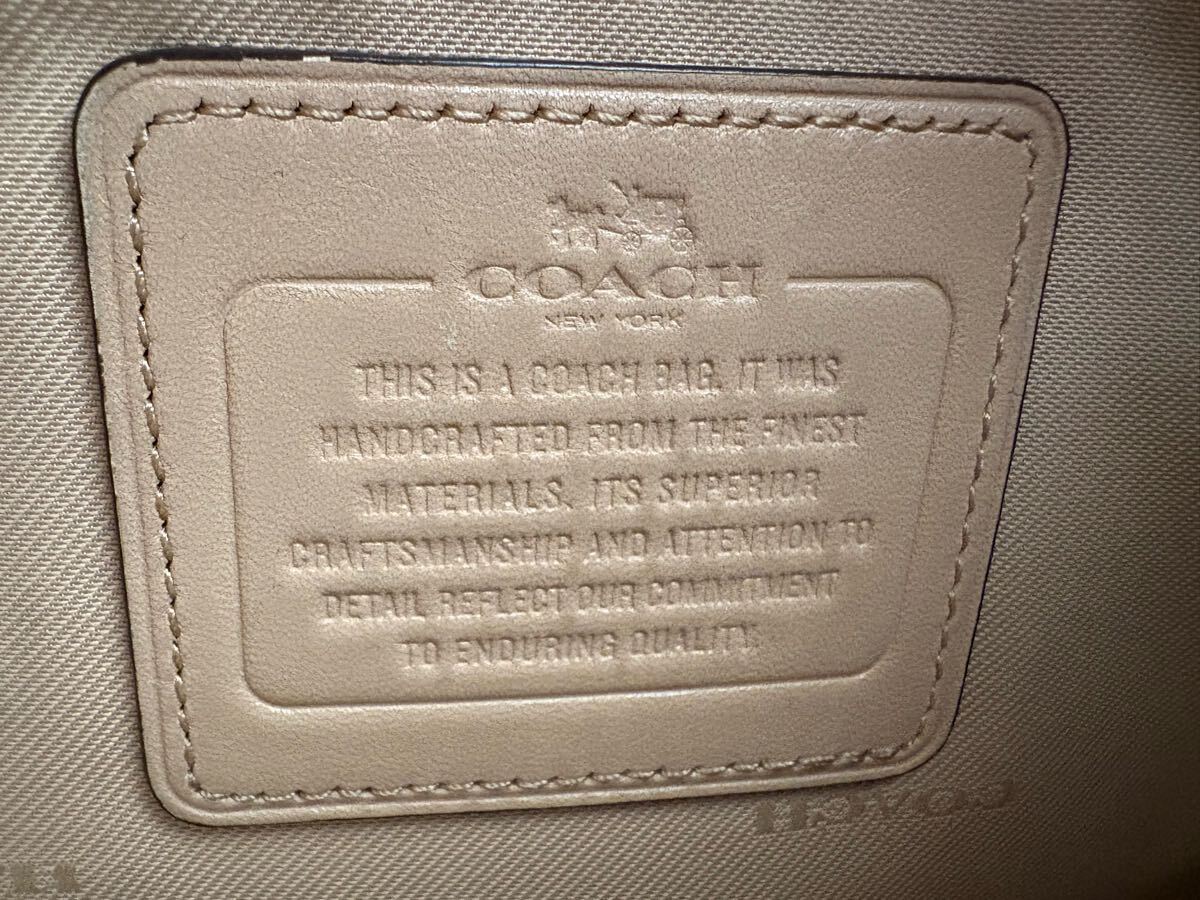 COACH
NEW YORK
THIS IS A COACH BAG. IT WAS
HANDCRAFTED FROM THE FINEST
MATERIALS. ITS SUPERIOR
CRAFTSMANSHIP AND ATTENTION TO
DETAIL REFLECT OUR COMMITMENT
TO ENDURING QUALITY.
COACH